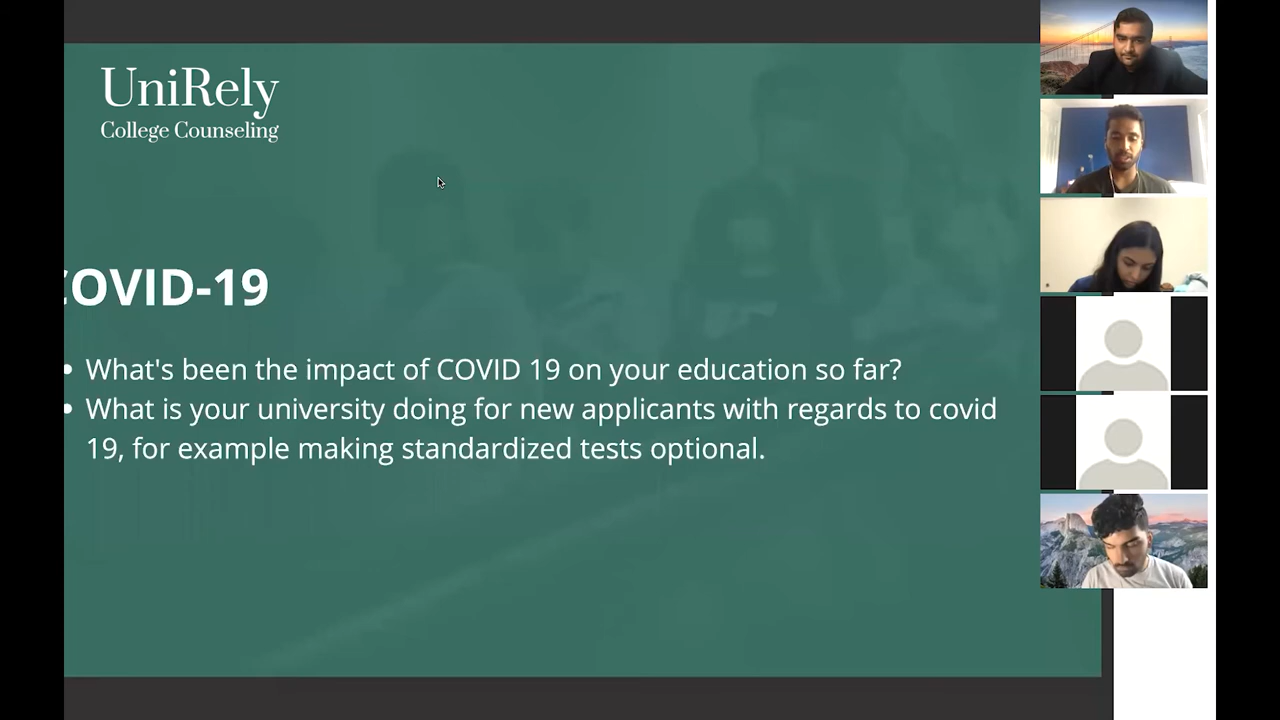 UniRely
College Counseling
COVID-19
• What's been the impact of COVID 19 on your education so far?
• What is your university doing for new applicants with regards to covid
19, for example making standardized tests optional.